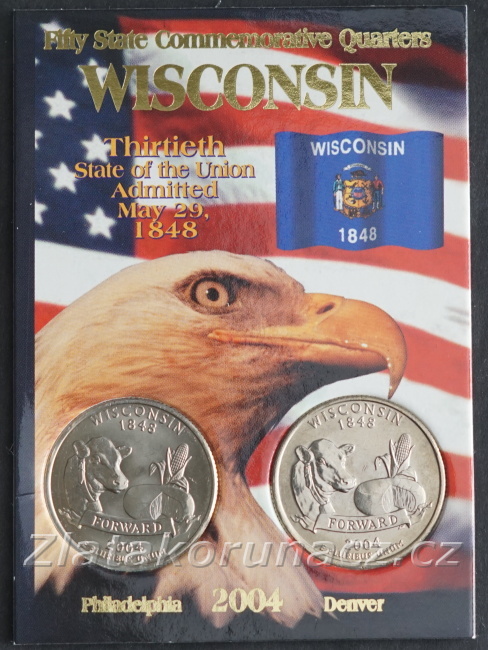 Fifty State Commemorative Quarters
WISCONSIN
Thirtieth
State of the Union
Admitted
May 29,
1848
WISCONSIN
1848
WISCONSIN
1848
FORWARD
2004
WISCONSIN
1848
FORWARD
2004
Zlatakoruna.cz
Philadelphia 2004 Denver